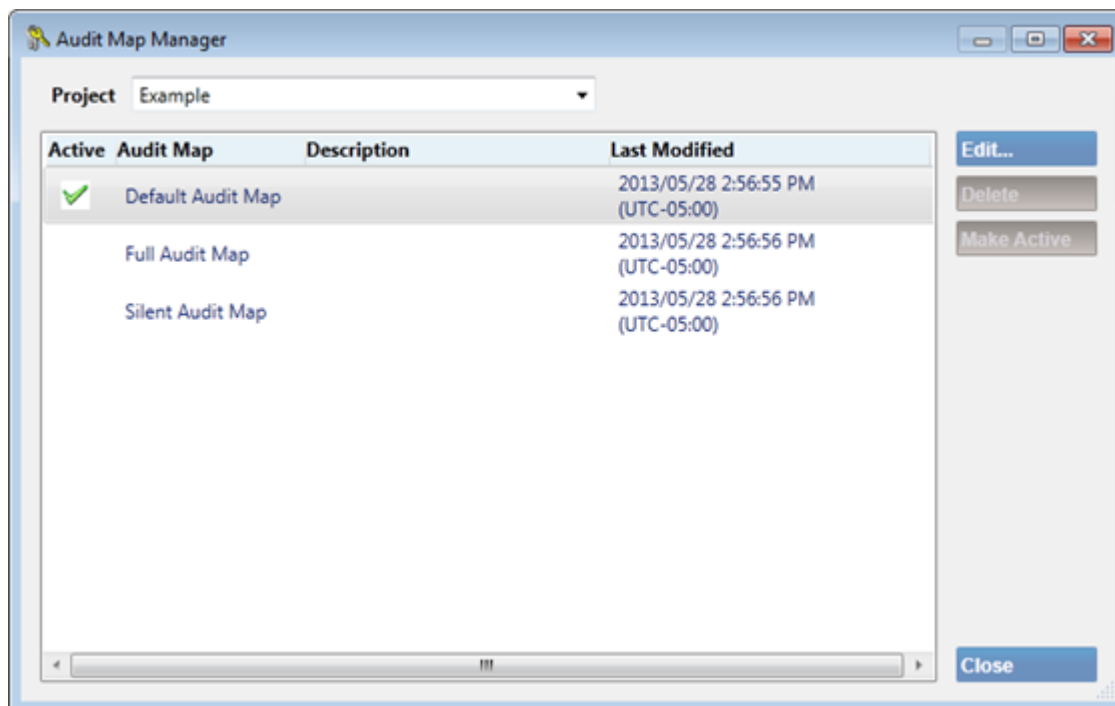 Audit Map Manager
Project Example
Active Audit Map Description Last Modified
Default Audit Map 2013/05/28 2:56:55 PM
(UTC-05:00)
Full Audit Map 2013/05/28 2:56:56 PM
(UTC-05:00)
Silent Audit Map 2013/05/28 2:56:56 PM
(UTC-05:00)
Edit...
Delete
Make Active
Close